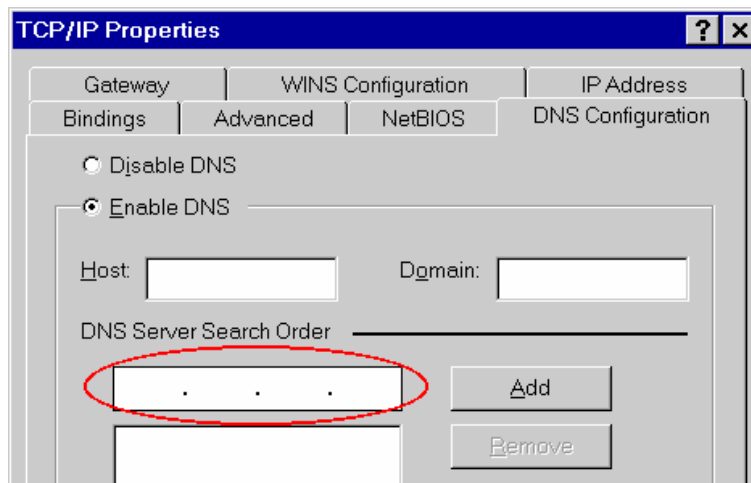 TCP/IP Properties
Gateway WINS Configuration IP Address
Bindings Advanced NetBIOS DNS Configuration
Disable DNS
Enable DNS
Host: Domain:
DNS Server Search Order
. . . Add
Remove